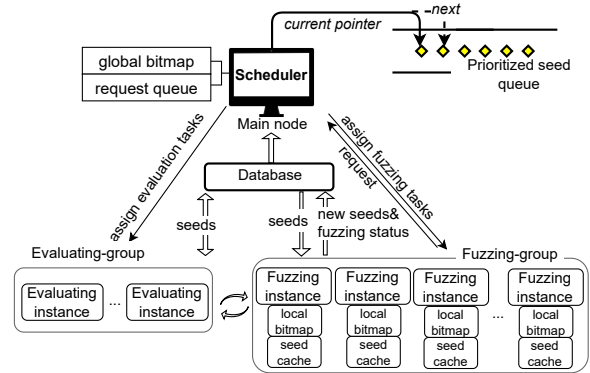 next
current pointer
global bitmap
request queue
Scheduler
Prioritized seed
queue
Main node
assign evaluation tasks
assign fuzzing tasks
request
Database
seeds
seeds
new seeds&
fuzzing status
Evaluating-group
Fuzzing-group
Evaluating
instance
...
Evaluating
instance
Fuzzing
instance
local
bitmap
seed
cache
Fuzzing
instance
local
bitmap
seed
cache
Fuzzing
instance
local
bitmap
seed
cache
...
Fuzzing
instance
local
bitmap
seed
cache